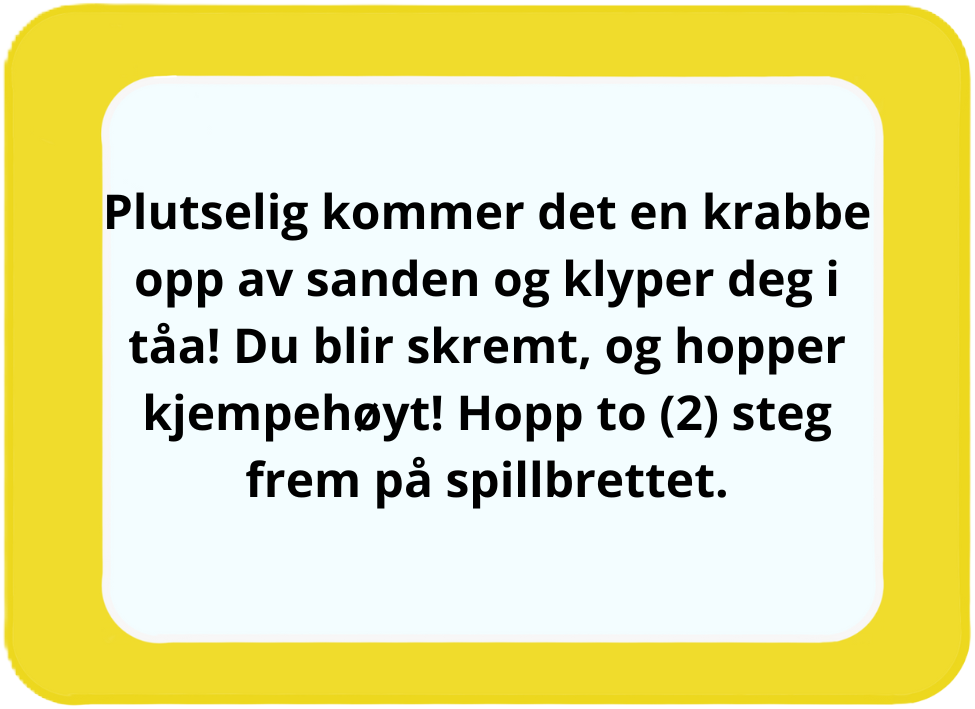 Plutselig kommer det en krabbe
opp av sanden og klyper deg i
tåa! Du blir skremt, og hopper
kjempehøyt! Hopp to (2) steg
frem på spillbrettet.